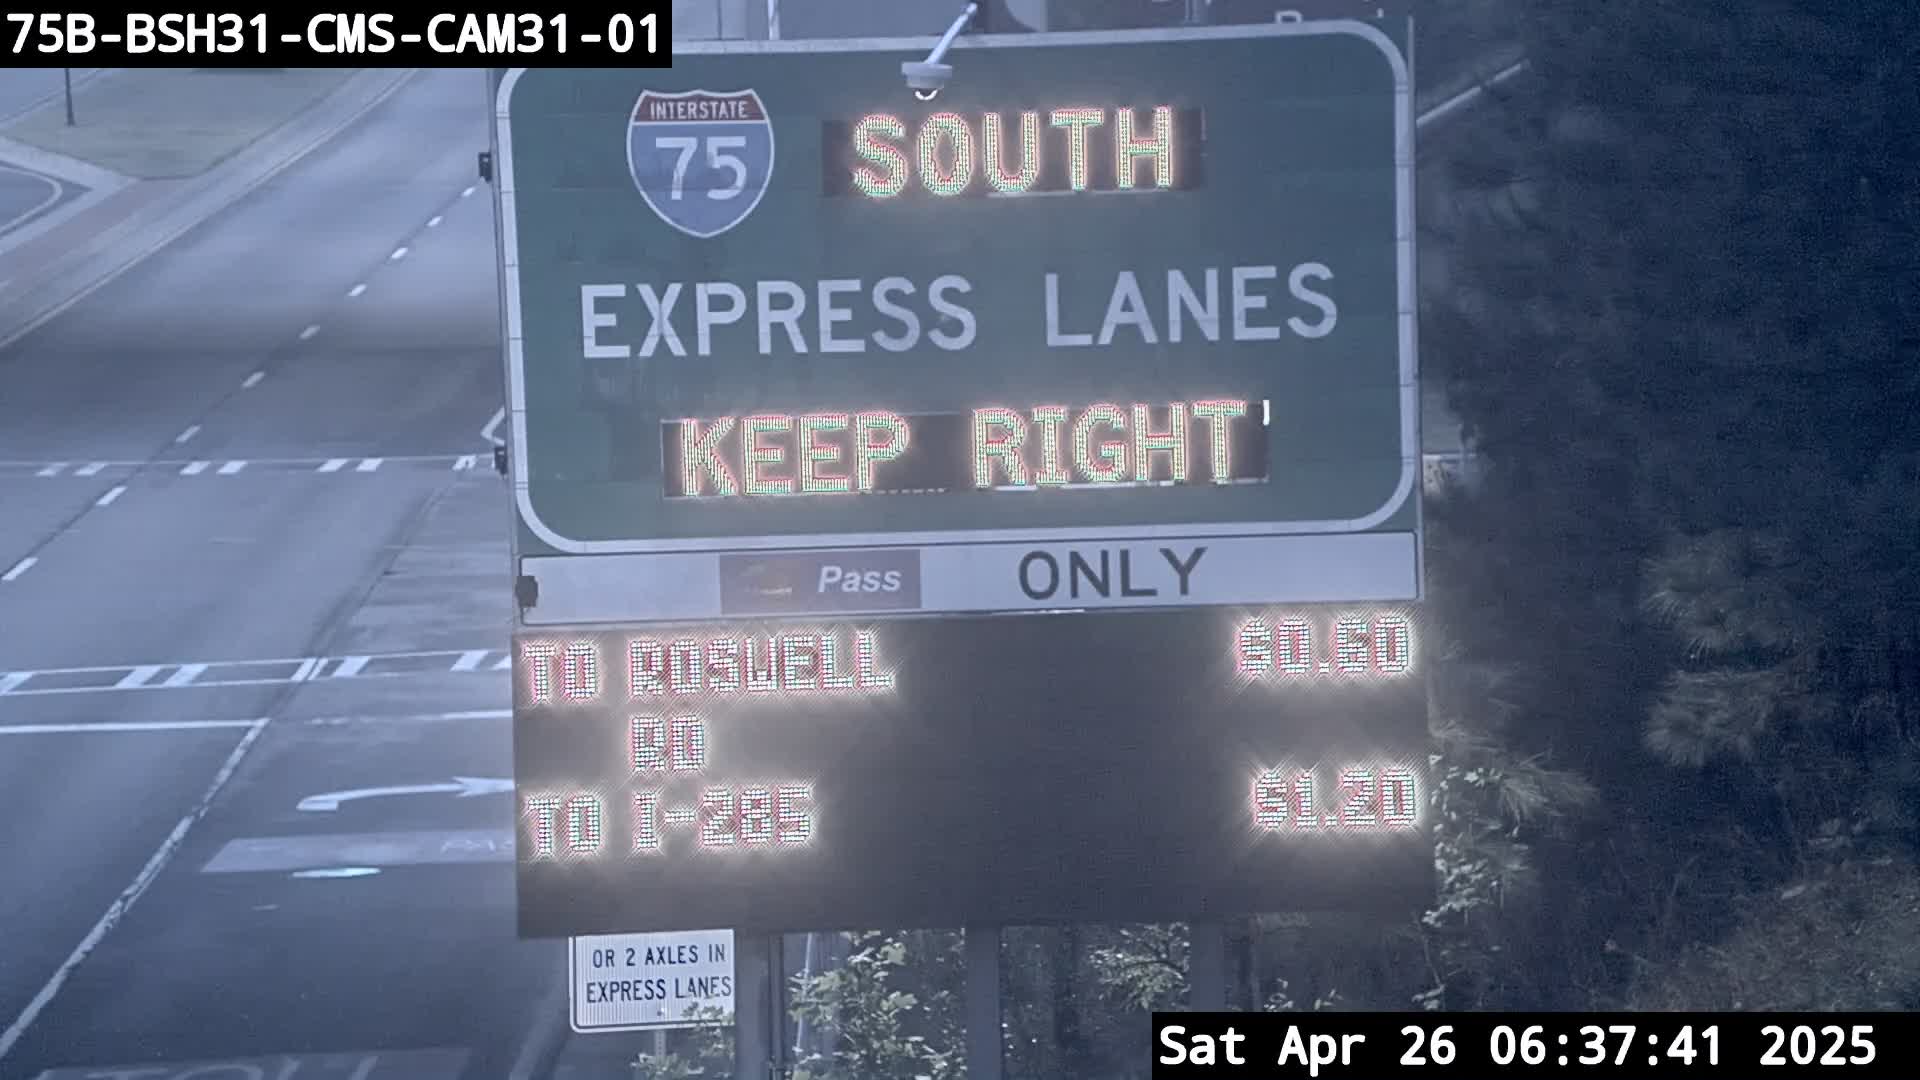 75B-BSH31-CMS-CAM31-01
INTERSTATE
75
SOUTH
EXPRESS LANES
KEEP RIGHT
Pass ONLY
TO ROSWELL $0.60
RD
TO I-285 $1.20
OR 2 AXLES IN
EXPRESS LANES
Sat Apr 26 06:37:41 2025